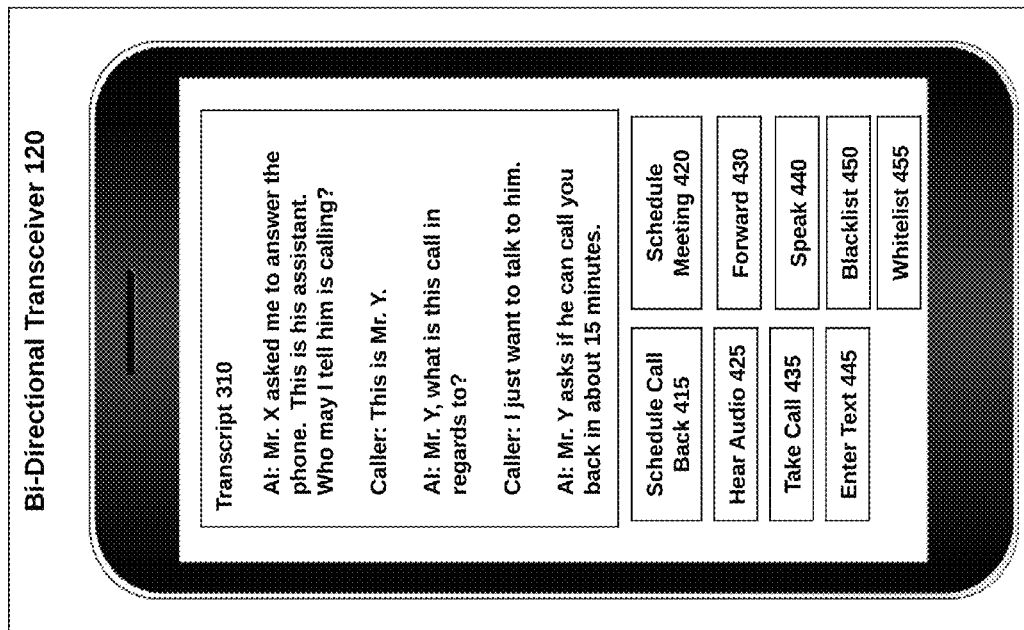 Bi-Directional Transceiver 120
Transcript 310
AI: Mr. X asked me to answer the
phone. This is his assistant.
Who may I tell him is calling?
Caller: This is Mr. Y.
AI: Mr. Y, what is this call in
regards to?
Caller: I just want to talk to him.
AI: Mr. Y asks if he can call you
back in about 15 minutes.
Schedule Call
Back 415
Schedule
Meeting 420
Hear Audio 425
Forward 430
Take Call 435
Speak 440
Enter Text 445
Blacklist 450
Whitelist 455